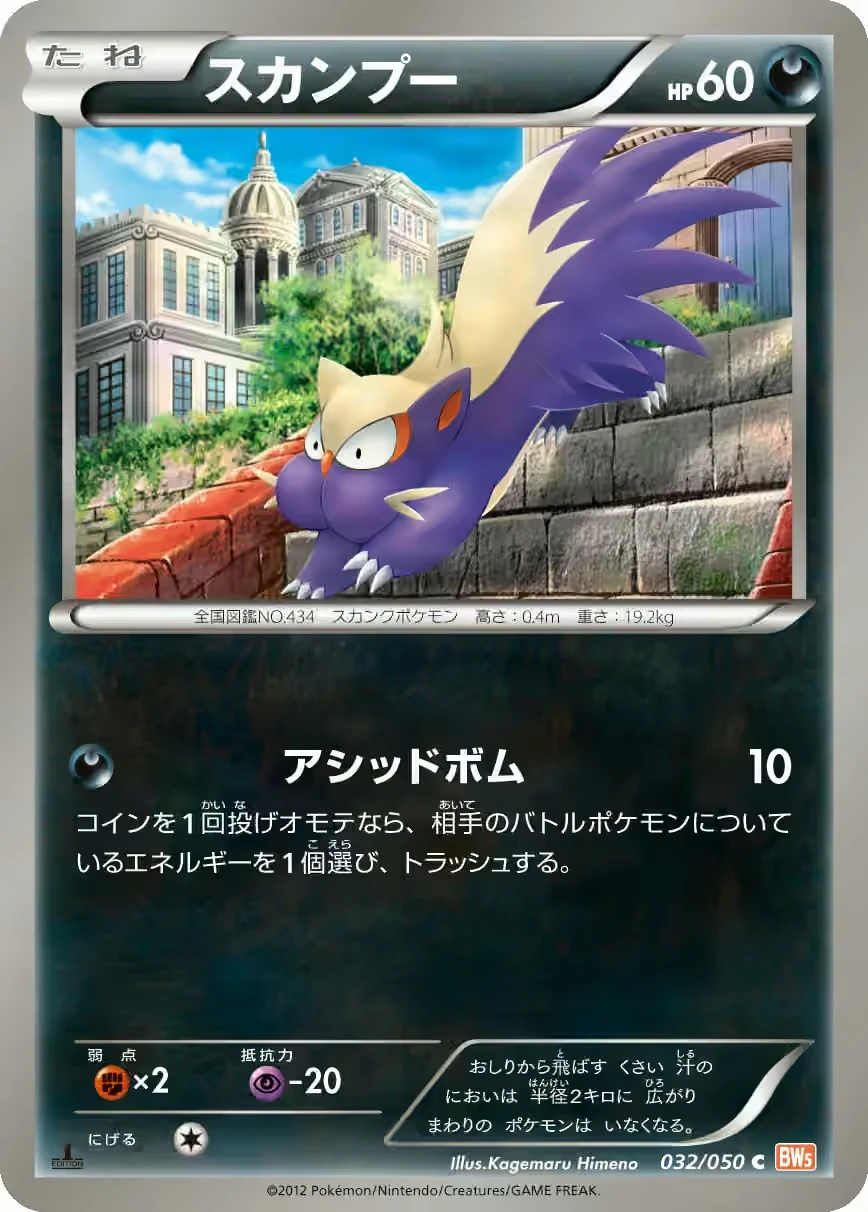 たね
スカンプー
HP60
全国図鑑NO.434 スカンクポケモン 高さ：0.4m 重さ：19.2kg
アシッドボム 10
コインを1回投げオモテなら、相手のバトルポケモンについて
いるエネルギーを1個選び、トラッシュする。
弱点 抵抗力
×2 -20
にげる
おしりから飛ばす くさい 汁の
においは 半径2キロに 広がり
まわりの ポケモンは いなくなる。
1 EDITION
Illus.Kagemaru Himeno 032/050 C BW5
©2012 Pokémon/Nintendo/Creatures/GAME FREAK.